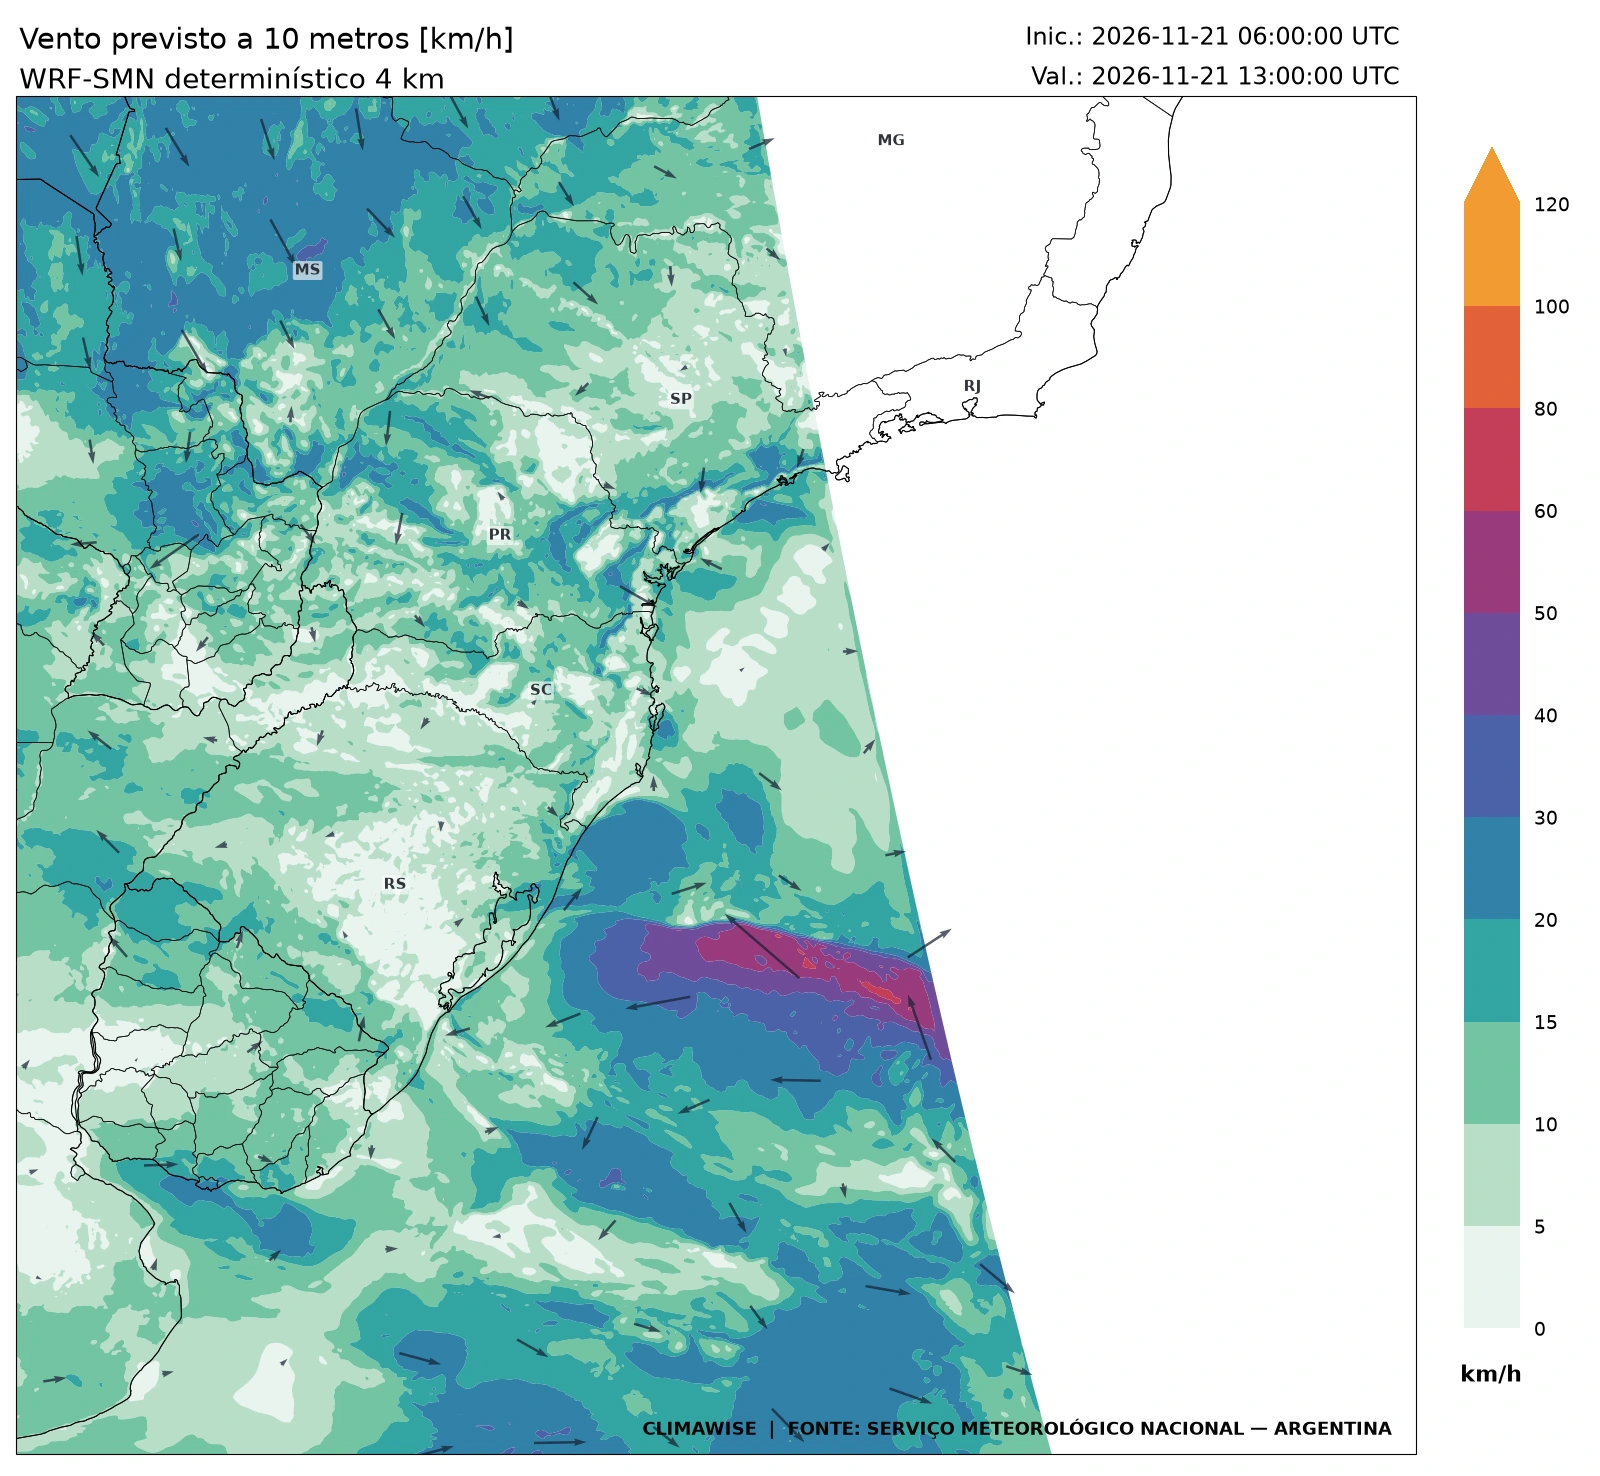 Vento previsto a 10 metros [km/h]
WRF-SMN determinístico 4 km
Inic.: 2026-11-21 06:00:00 UTC
Val.: 2026-11-21 13:00:00 UTC
MG
MS
RJ
SP
PR
SC
RS
120
100
80
60
50
40
30
20
15
10
5
0
km/h
CLIMAWISE | FONTE: SERVIÇO METEOROLÓGICO NACIONAL — ARGENTINA